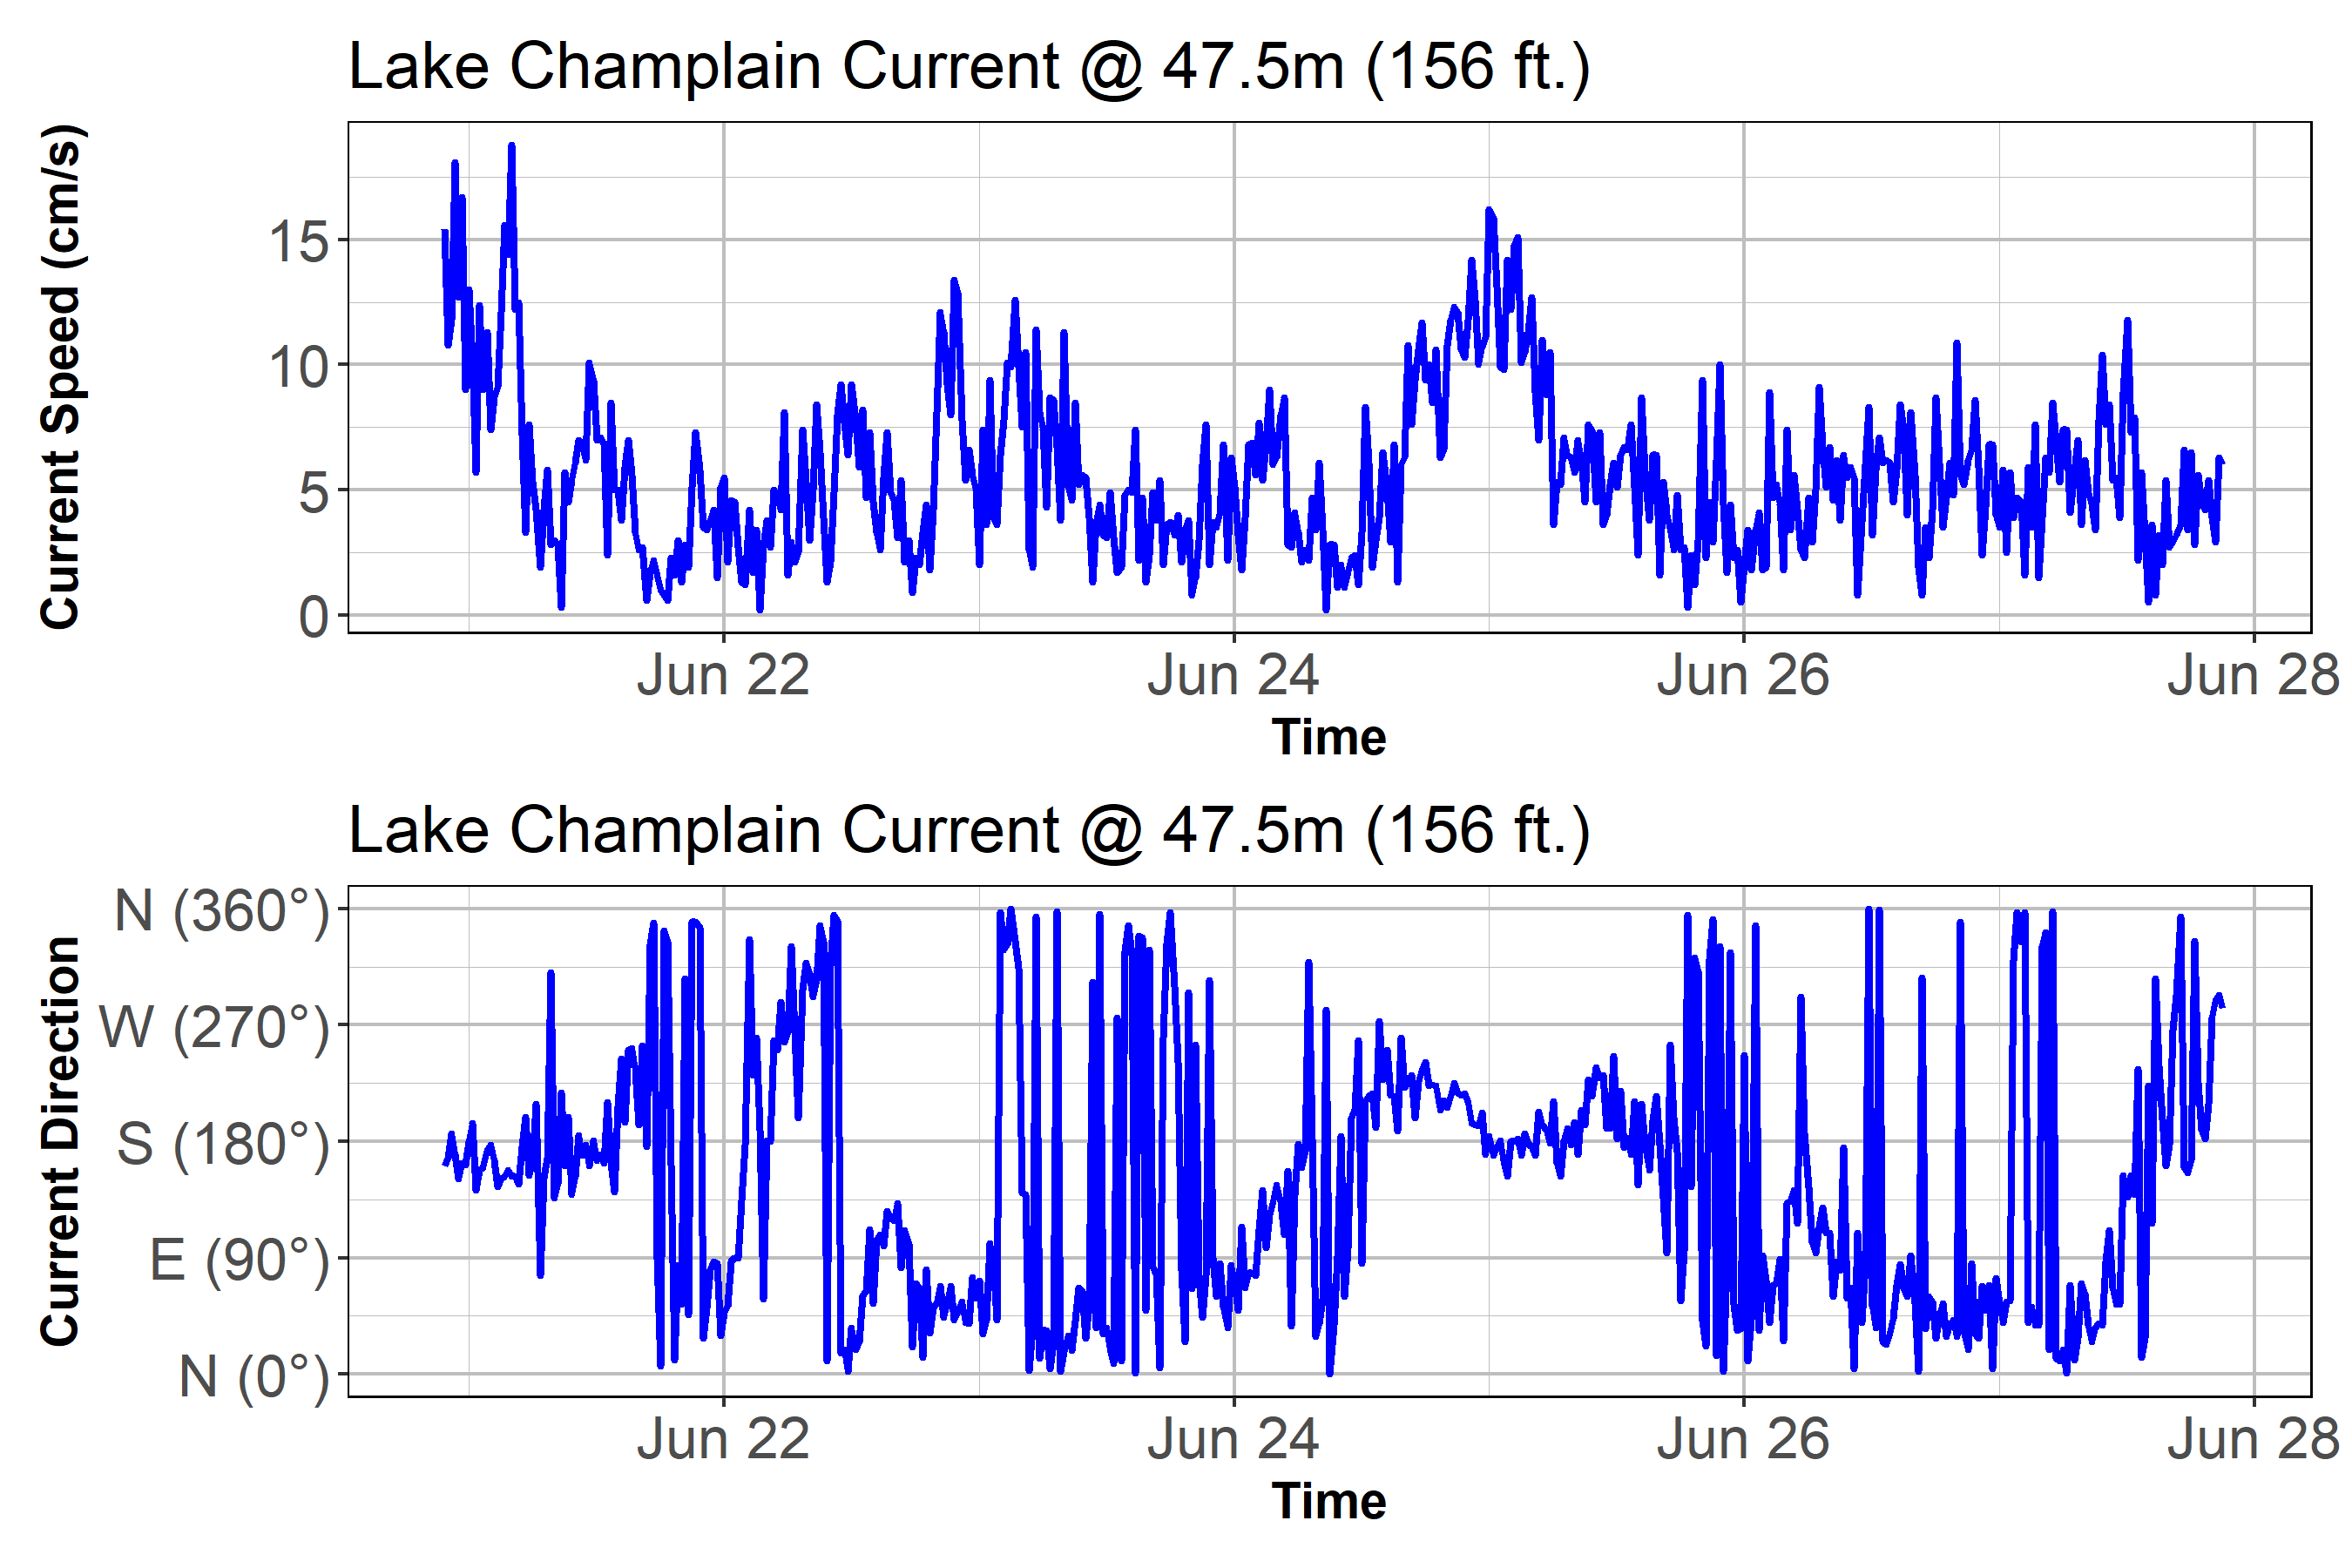 Lake Champlain Current @ 47.5m (156 ft.)
Current Speed (cm/s)
15
10
5
0
Jun 22 Jun 24 Jun 26 Jun 28
Time
Lake Champlain Current @ 47.5m (156 ft.)
Current Direction
N (360°)
W (270°)
S (180°)
E (90°)
N (0°)
Jun 22 Jun 24 Jun 26 Jun 28
Time